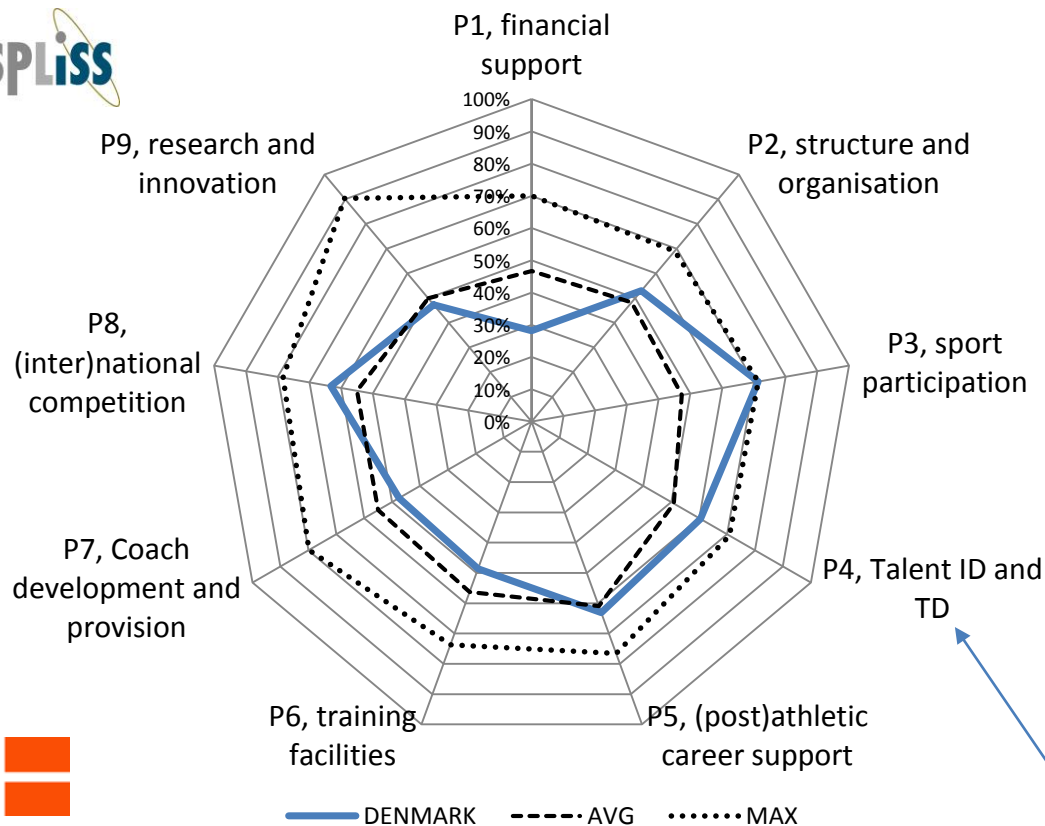 SPLiSS
P1, financial
support
P2, structure and
organisation
P3, sport
participation
P4, Talent ID and
TD
P5, (post)athletic
career support
P6, training
facilities
P7, Coach
development and
provision
P8,
(inter)national
competition
P9, research and
innovation
100%
90%
80%
70%
60%
50%
40%
30%
20%
10%
0%
DENMARK AVG MAX